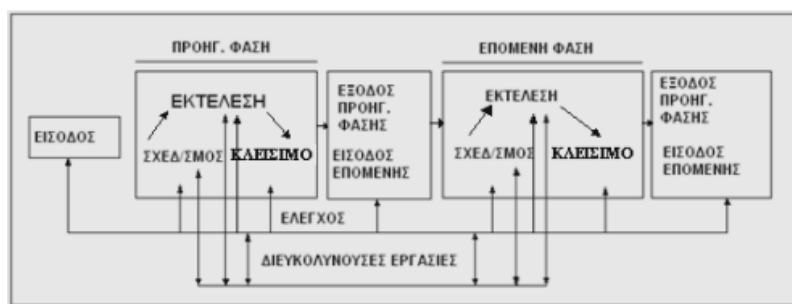 ΠΡΟΗΓ. ΦΑΣΗ
ΕΠΟΜΕΝΗ ΦΑΣΗ
ΕΙΣΟΔΟΣ
ΕΚΤΕΛΕΣΗ
ΣΧΕΔ/ΣΜΟΣ
ΚΛΕΙΣΙΜΟ
ΕΞΟΔΟΣ
ΠΡΟΗΓ.
ΦΑΣΗΣ
ΕΙΣΟΔΟΣ
ΕΠΟΜΕΝΗΣ
ΕΚΤΕΛΕΣΗ
ΣΧΕΔ/ΣΜΟΣ
ΚΛΕΙΣΙΜΟ
ΕΞΟΔΟΣ
ΠΡΟΗΓ.
ΦΑΣΗΣ
ΕΙΣΟΔΟΣ
ΕΠΟΜΕΝΗΣ
ΕΛΕΓΧΟΣ
ΔΙΕΥΚΟΛΥΝΟΥΣΕΣ ΕΡΓΑΣΙΕΣ